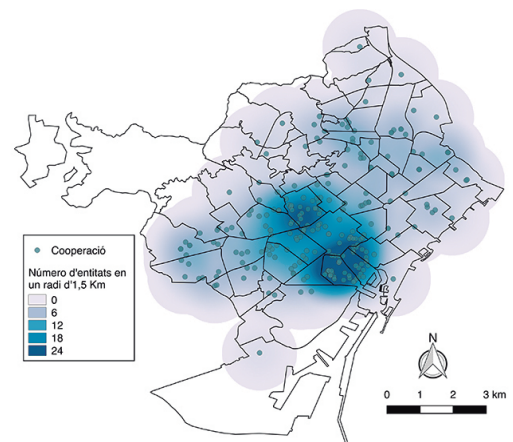 Cooperació
Número d'entitats en
un radi d'1,5 Km
0
6
12
18
24
N
0 1 2 3 km